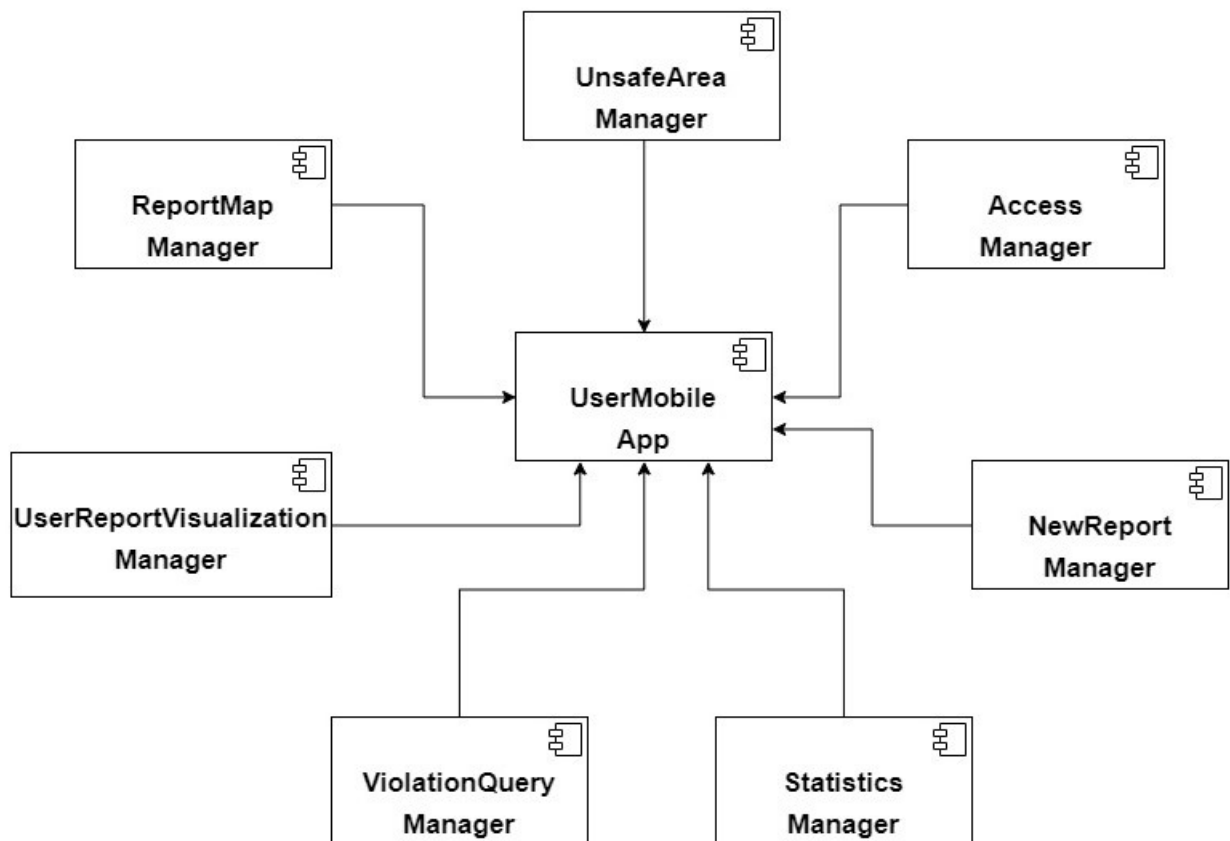 UnsafeArea
Manager
ReportMap
Manager
Access
Manager
UserMobile
App
UserReportVisualization
Manager
NewReport
Manager
ViolationQuery
Manager
Statistics
Manager